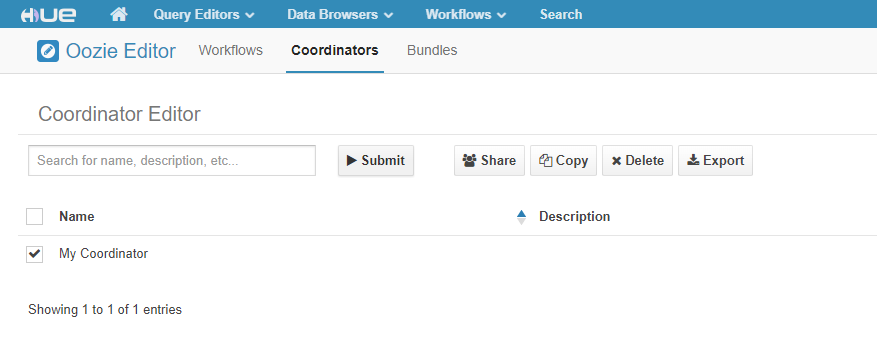 HUE Query Editors Data Browsers Workflows Search
Oozie Editor Workflows Coordinators Bundles
Coordinator Editor
Search for name, description, etc... Submit Share Copy Delete Export
Name Description
My Coordinator
Showing 1 to 1 of 1 entries